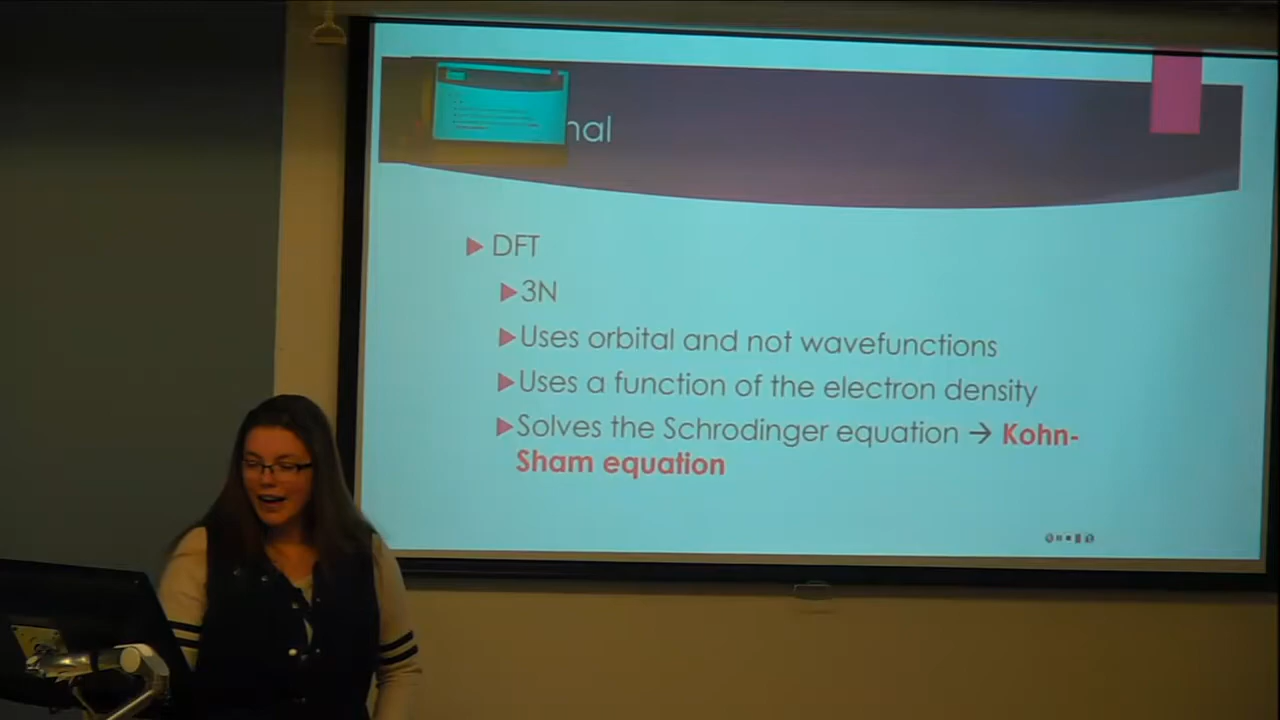 nal
DFT
3N
Uses orbital and not wavefunctions
Uses a function of the electron density
Solves the Schrodinger equation → Kohn-
Sham equation